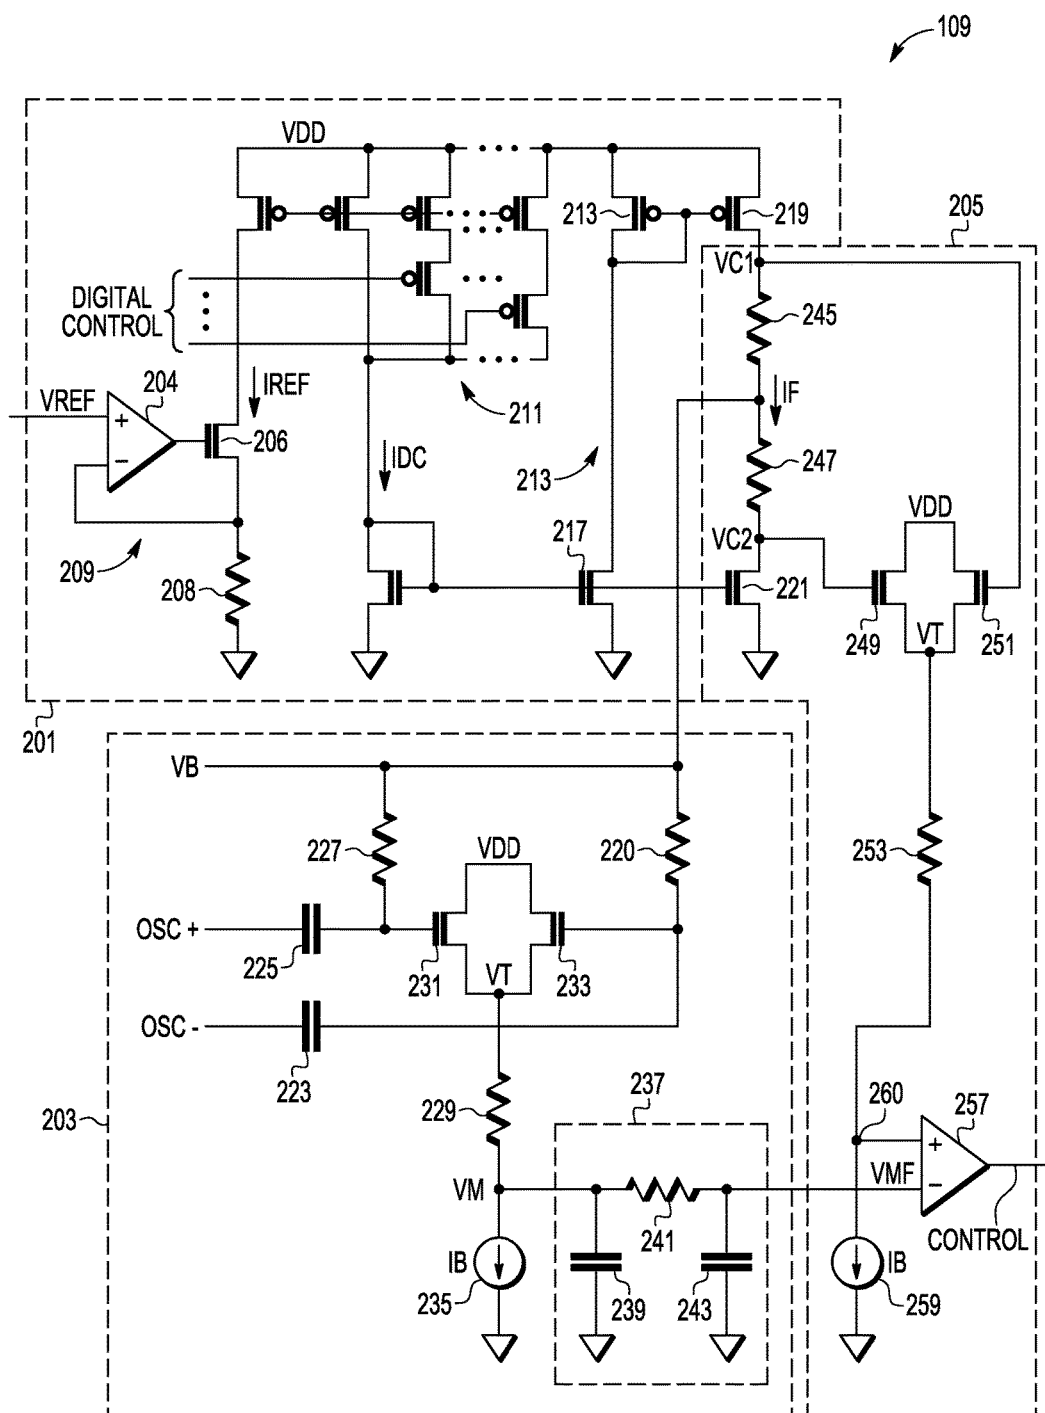 109
VDD
213
219
205
VC1
DIGITAL
CONTROL
245
VREF
204
IREF
211
IF
206
IDC
213
247
VDD
209
208
217
VC2
221
249
VT
251
201
VB
227
VDD
220
253
OSC +
225
231
VT
233
OSC -
223
203
229
237
260
257
VM
241
VMF
CONTROL
IB
235
239
243
IB
259
+
−
+
−